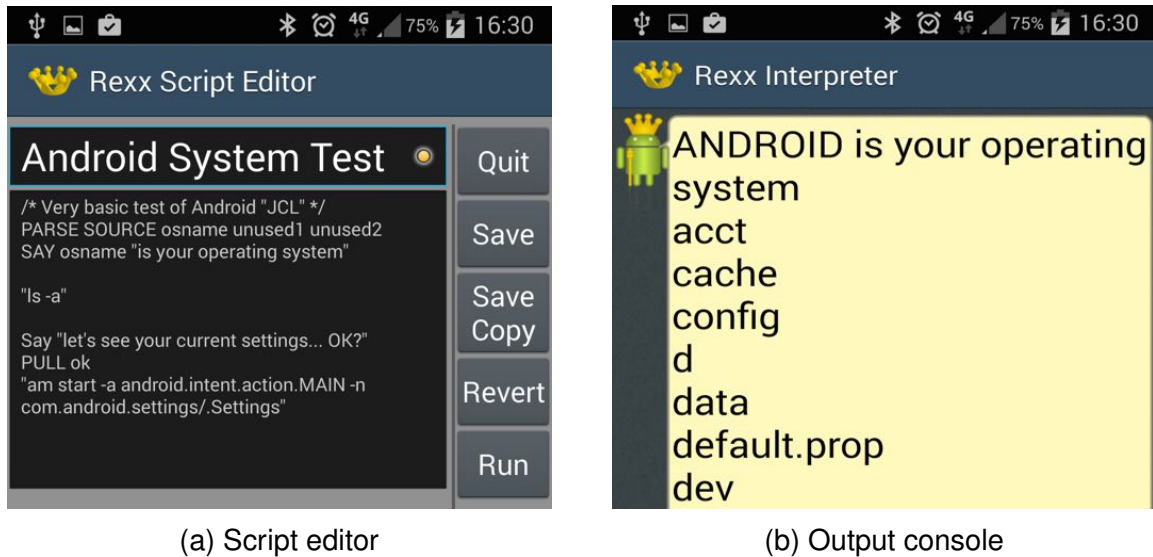 4G 75% 16:30
Rexx Script Editor
Android System Test
/* Very basic test of Android "JCL" */
PARSE SOURCE osname unused1 unused2
SAY osname "is your operating system"
"ls -a"
Say "let's see your current settings... OK?"
PULL ok
"am start -a android.intent.action.MAIN -n
com.android.settings/.Settings"
Quit
Save
Save
Copy
Revert
Run
(a) Script editor
4G 75% 16:30
Rexx Interpreter
ANDROID is your operating
system
acct
cache
config
d
data
default.prop
dev
(b) Output console